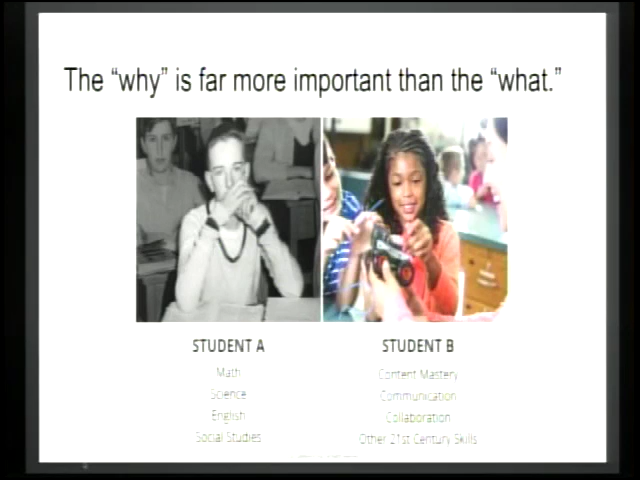 The “why” is far more important than the “what.”
STUDENT A
STUDENT B
Math
Science
English
Social Studies
Content Mastery
Communication
Collaboration
Other 21st Century Skills